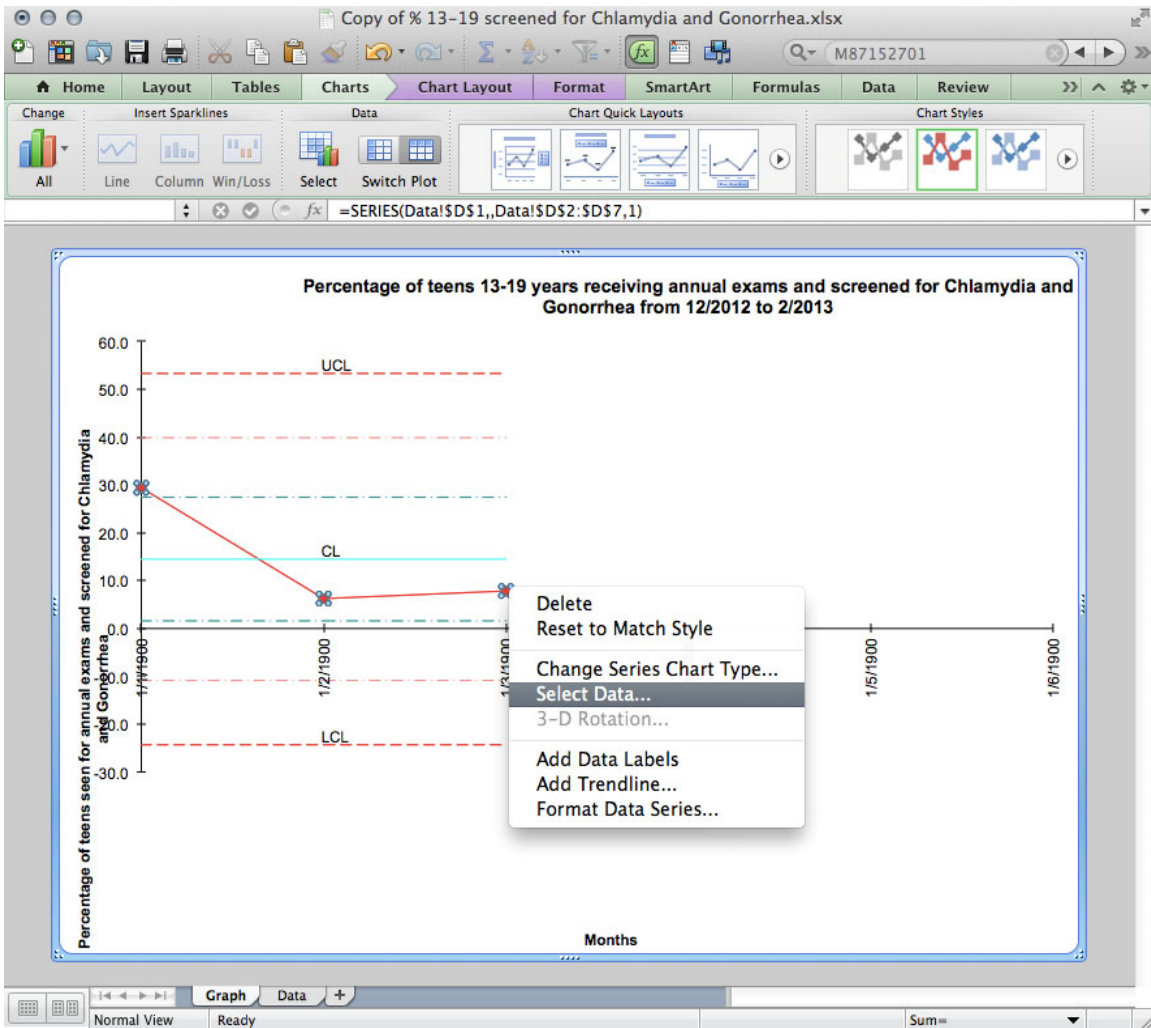 Copy of % 13-19 screened for Chlamydia and Gonorrhea.xlsx
fx
M87152701
Home Layout Tables Charts Chart Layout Format SmartArt Formulas Data Review
Change Insert Sparklines Data Chart Quick Layouts Chart Styles
All Line Column Win/Loss Select Switch Plot
fx =SERIES(Data!$D$1,,Data!$D$2:$D$7,1)
Percentage of teens 13-19 years receiving annual exams and screened for Chlamydia and
Gonorrhea from 12/2012 to 2/2013
Percentage of teens seen for annual exams and screened for Chlamydia
and Gonorrhea
60.0
50.0
40.0
30.0
20.0
10.0
0.0
-10.0
-20.0
-30.0
UCL
CL
LCL
1/1/1900
1/2/1900
1/3/1900
1/5/1900
1/6/1900
Delete
Reset to Match Style
Change Series Chart Type...
Select Data...
3-D Rotation...
Add Data Labels
Add Trendline...
Format Data Series...
Months
Graph Data +
Normal View Ready Sum=